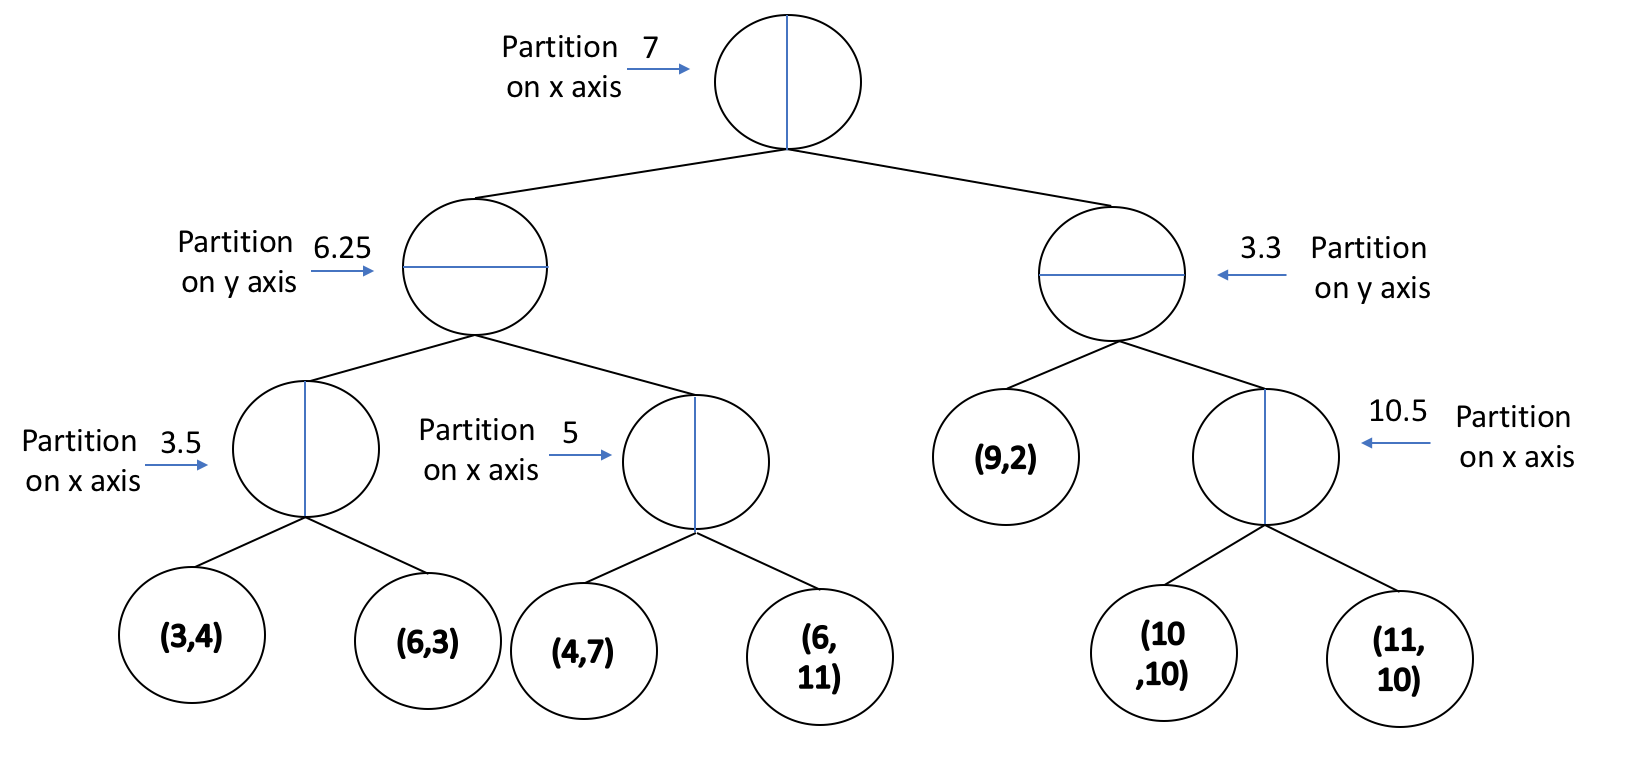 Partition 7
on x axis
Partition 6.25
on y axis
3.3 Partition
on y axis
Partition 3.5
on x axis
Partition 5
on x axis
(9,2)
10.5 Partition
on x axis
(3,4)
(6,3)
(4,7)
(6,
11)
(10
,10)
(11,
10)